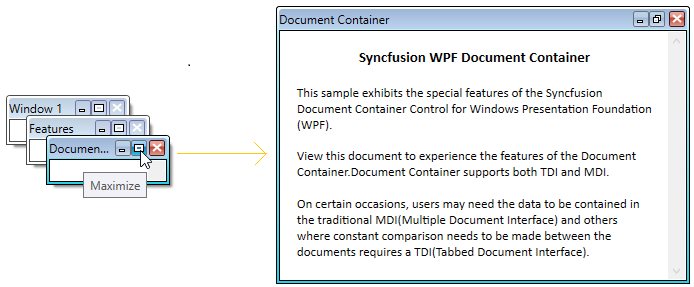 Window 1
Features
Documen...
Maximize
Document Container
Syncfusion WPF Document Container
This sample exhibits the special features of the Syncfusion
Document Container Control for Windows Presentation Foundation
(WPF).
View this document to experience the features of the Document
Container.Document Container supports both TDI and MDI.
On certain occasions, users may need the data to be contained in
the traditional MDI(Multiple Document Interface) and others
where constant comparison needs to be made between the
documents requires a TDI(Tabbed Document Interface).